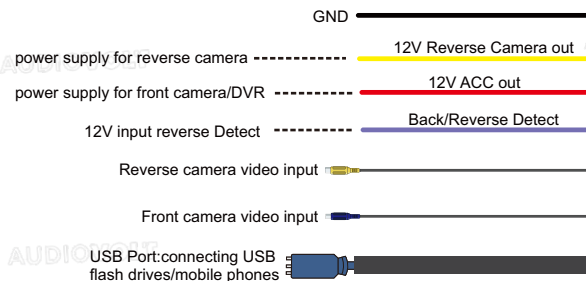 GND
12V Reverse Camera out
power supply for reverse camera
12V ACC out
power supply for front camera/DVR
Back/Reverse Detect
12V input reverse Detect
Reverse camera video input
Front camera video input
USB Port:connecting USB
flash drives/mobile phones